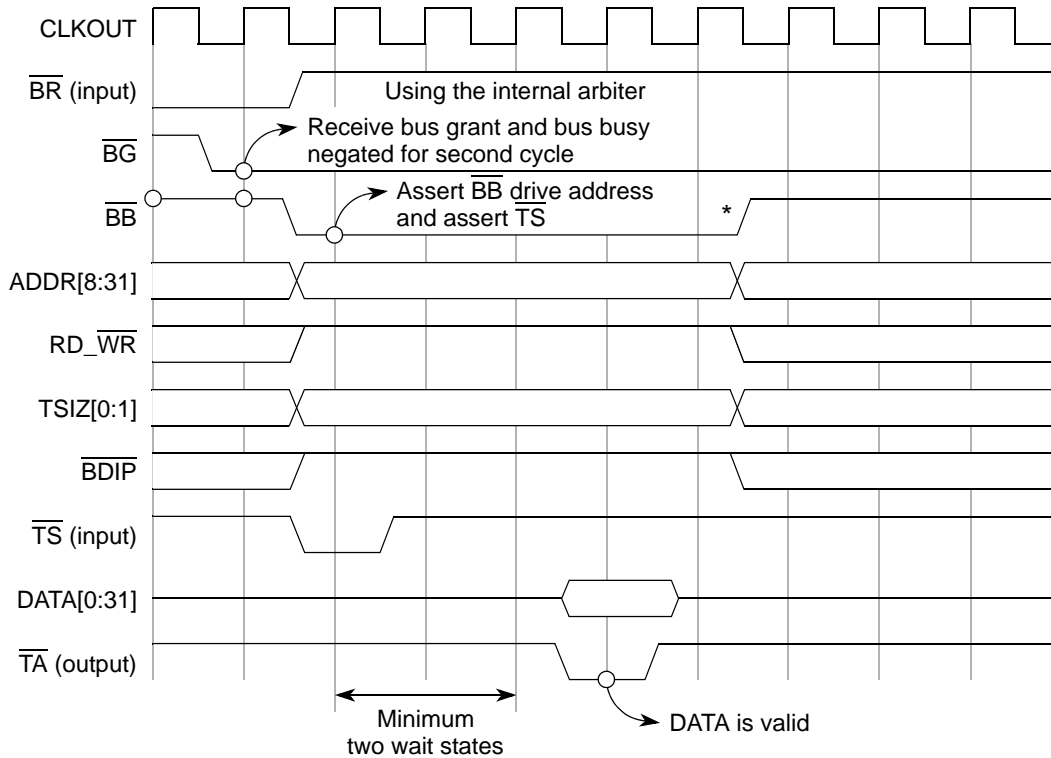 CLKOUT
BR (input)
Using the internal arbiter
Receive bus grant and bus busy
negated for second cycle
BG
Assert BB drive address
and assert TS
BB
*
ADDR[8:31]
RD_WR
TSIZ[0:1]
BDIP
TS (input)
DATA[0:31]
TA (output)
Minimum
two wait states
DATA is valid